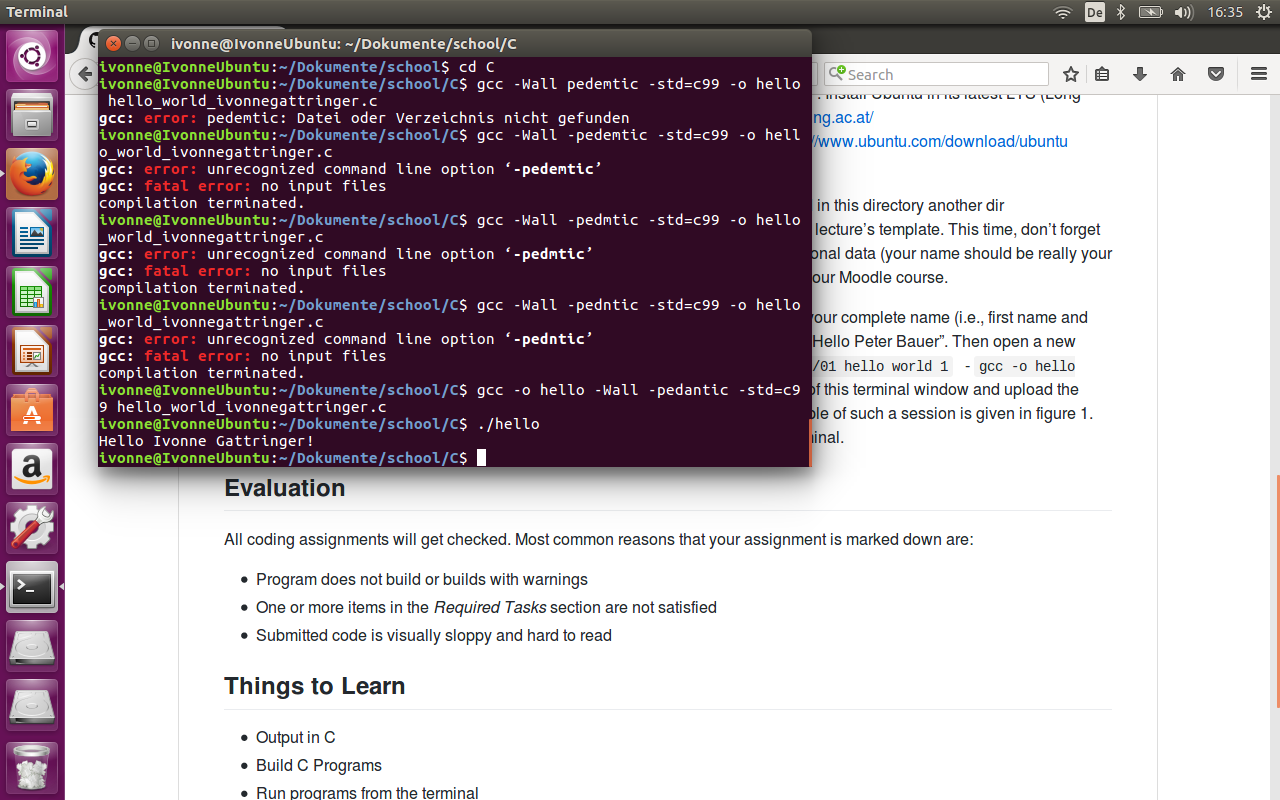 Terminal
De
16:35
ivonne@IvonneUbuntu: ~/Dokumente/school/C
ivonne@IvonneUbuntu:~/Dokumente/school$ cd C
ivonne@IvonneUbuntu:~/Dokumente/school/C$ gcc -Wall pedemtic -std=c99 -o hello
 hello_world_ivonnegattringer.c
gcc: error: pedemtic: Datei oder Verzeichnis nicht gefunden
ivonne@IvonneUbuntu:~/Dokumente/school/C$ gcc -Wall -pedemtic -std=c99 -o hell
o_world_ivonnegattringer.c
gcc: error: unrecognized command line option ‘-pedemtic’
gcc: fatal error: no input files
compilation terminated.
ivonne@IvonneUbuntu:~/Dokumente/school/C$ gcc -Wall -pedmtic -std=c99 -o hello
_world_ivonnegattringer.c
gcc: error: unrecognized command line option ‘-pedmtic’
gcc: fatal error: no input files
compilation terminated.
ivonne@IvonneUbuntu:~/Dokumente/school/C$ gcc -Wall -pedntic -std=c99 -o hello
_world_ivonnegattringer.c
gcc: error: unrecognized command line option ‘-pedntic’
gcc: fatal error: no input files
compilation terminated.
ivonne@IvonneUbuntu:~/Dokumente/school/C$ gcc -o hello -Wall -pedantic -std=c9
9 hello_world_ivonnegattringer.c
ivonne@IvonneUbuntu:~/Dokumente/school/C$ ./hello
Hello Ivonne Gattringer!
ivonne@IvonneUbuntu:~/Dokumente/school/C$
Search
Install Ubuntu in its latest LTS (Long
ng.ac.at/
//www.ubuntu.com/download/ubuntu
in this directory another dir
lecture’s template. This time, don’t forget
onal data (your name should be really your
our Moodle course.
your complete name (i.e., first name and
“Hello Peter Bauer”. Then open a new
/01 hello world 1 - gcc -o hello
of this terminal window and upload the
ple of such a session is given in figure 1.
minal.
Evaluation
All coding assignments will get checked. Most common reasons that your assignment is marked down are:
Program does not build or builds with warnings
One or more items in the Required Tasks section are not satisfied
Submitted code is visually sloppy and hard to read
Things to Learn
Output in C
Build C Programs
Run programs from the terminal